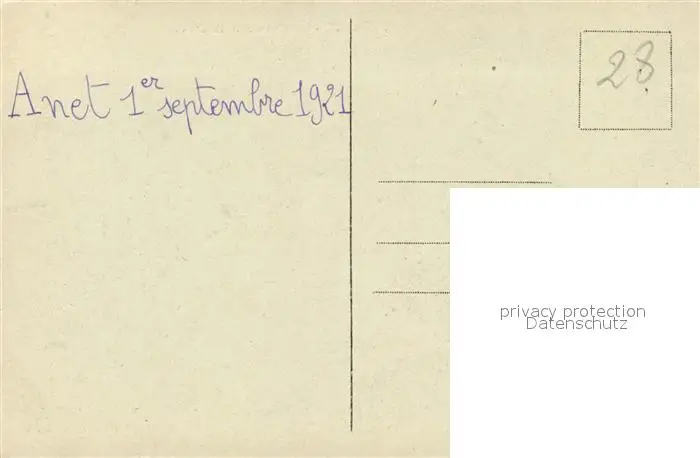 Anet 1er septembre 1921
28
privacy protection
Datenschutz